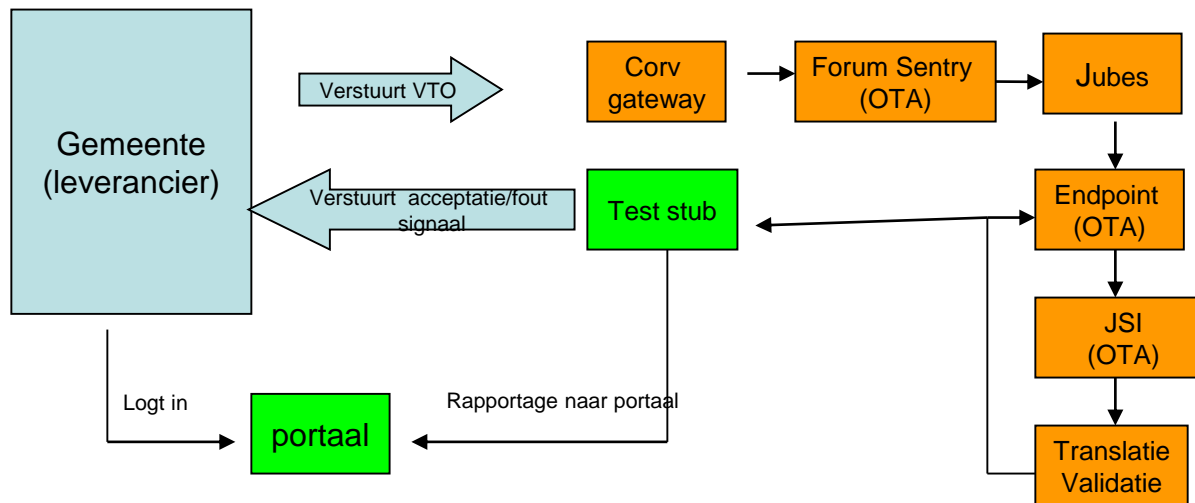 Gemeente
(leverancier)
Verstuurt VTO
Corv
gateway
Forum Sentry
(OTA)
Jubes
Verstuurt acceptatie/fout
signaal
Test stub
Endpoint
(OTA)
JSI
(OTA)
Logt in
portaal
Rapportage naar portaal
Translatie
Validatie